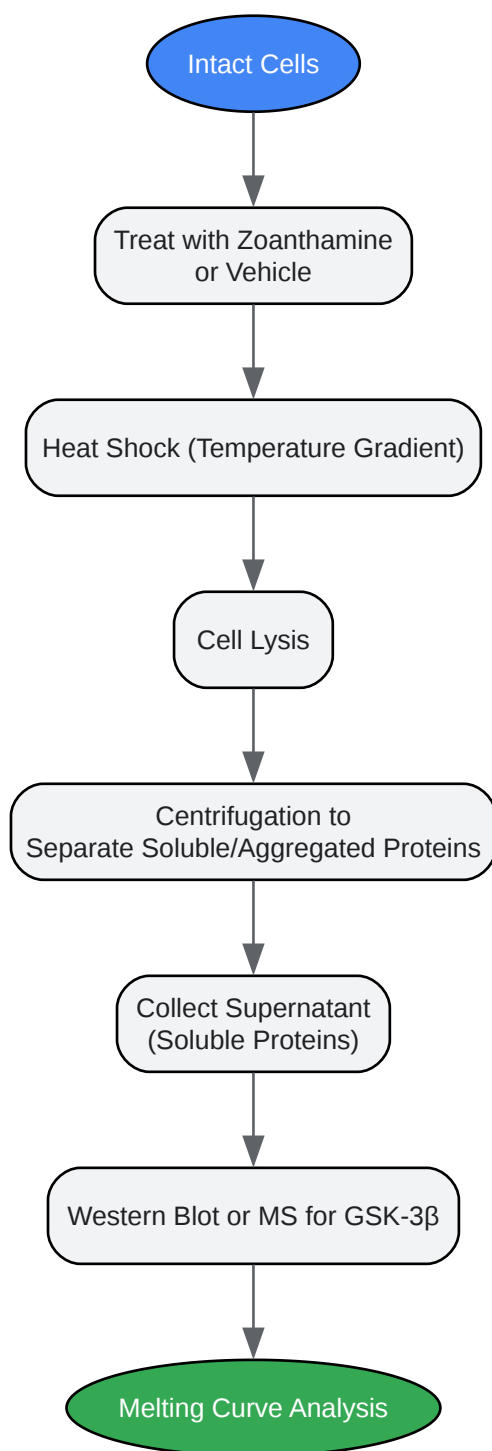 Intact Cells
Treat with Zoanthamine
or Vehicle
Heat Shock (Temperature Gradient)
Cell Lysis
Centrifugation to
Separate Soluble/Aggregated Proteins
Collect Supernatant
(Soluble Proteins)
Western Blot or MS for GSK-3β
Melting Curve Analysis